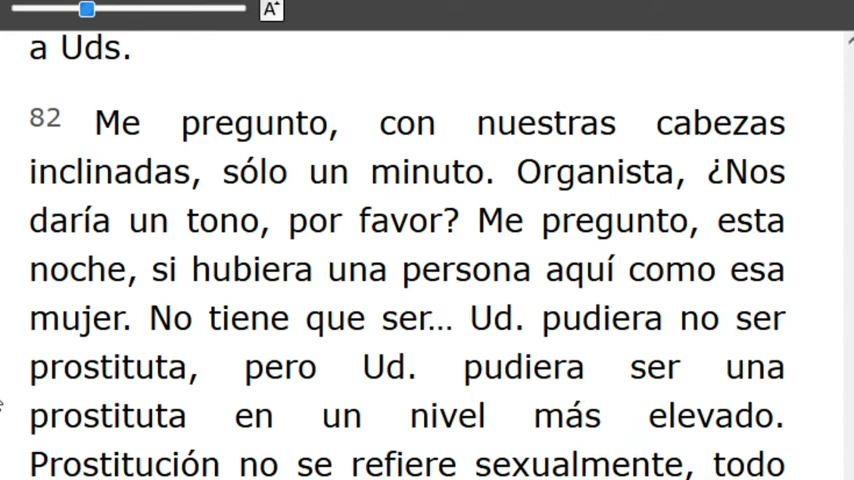 A
a Uds.
82 Me pregunto, con nuestras cabezas
inclinadas, sólo un minuto. Organista, ¿Nos
daría un tono, por favor? Me pregunto, esta
noche, si hubiera una persona aquí como esa
mujer. No tiene que ser… Ud. pudiera no ser
prostituta, pero Ud. pudiera ser una
prostituta en un nivel más elevado.
Prostitución no se refiere sexualmente, todo